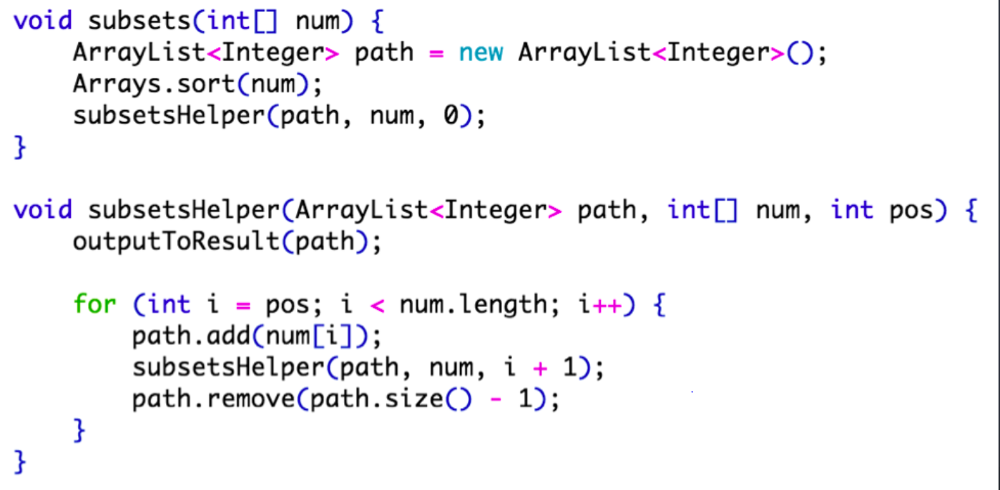 void subsets(int[] num) {
    ArrayList<Integer> path = new ArrayList<Integer>();
    Arrays.sort(num);
    subsetsHelper(path, num, 0);
}

void subsetsHelper(ArrayList<Integer> path, int[] num, int pos) {
    outputToResult(path);

    for (int i = pos; i < num.length; i++) {
        path.add(num[i]);
        subsetsHelper(path, num, i + 1);
        path.remove(path.size() - 1);
    }
}